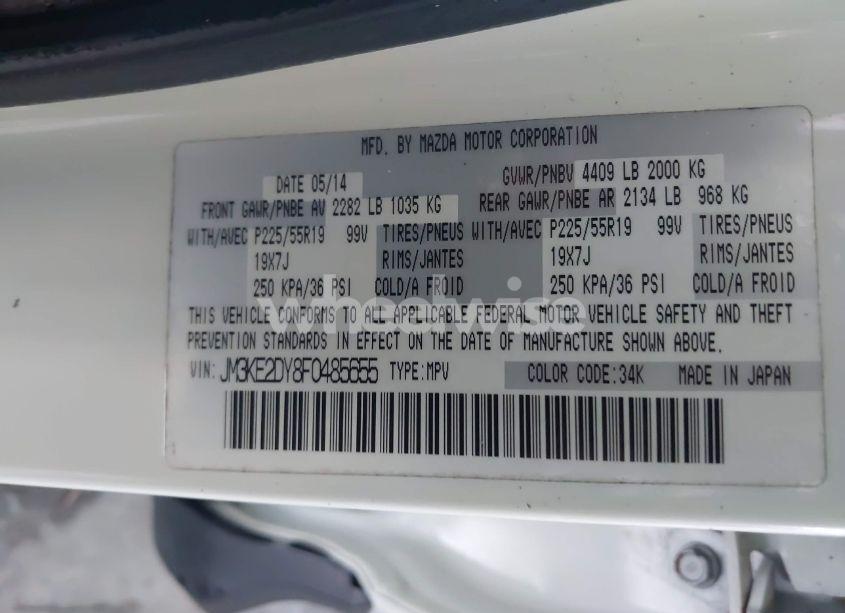 MFD. BY MAZDA MOTOR CORPORATION
DATE 05/14 GVWR/PNBV 4409 LB 2000 KG
FRONT GAWR/PNBE AV 2282 LB 1035 KG REAR GAWR/PNBE AR 2134 LB 968 KG
WITH/AVEC P225/55R19 99V TIRES/PNEUS WITH/AVEC P225/55R19 99V TIRES/PNEUS
19X7J RIMS/JANTES 19X7J RIMS/JANTES
250 KPA/36 PSI COLD/A FROID 250 KPA/36 PSI COLD/A FROID
wheelwise
THIS VEHICLE CONFORMS TO ALL APPLICABLE FEDERAL MOTOR VEHICLE SAFETY AND THEFT
PREVENTION STANDARDS IN EFFECT ON THE DATE OF MANUFACTURE SHOWN ABOVE.
VIN: JM3KE2DY8F0485655 TYPE:MPV COLOR CODE:34K MADE IN JAPAN